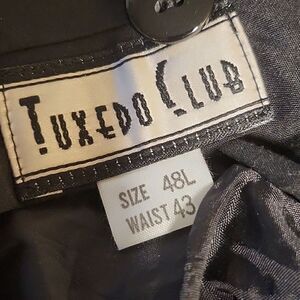 TUXEDO CLUB
SIZE 48L
WAIST 43